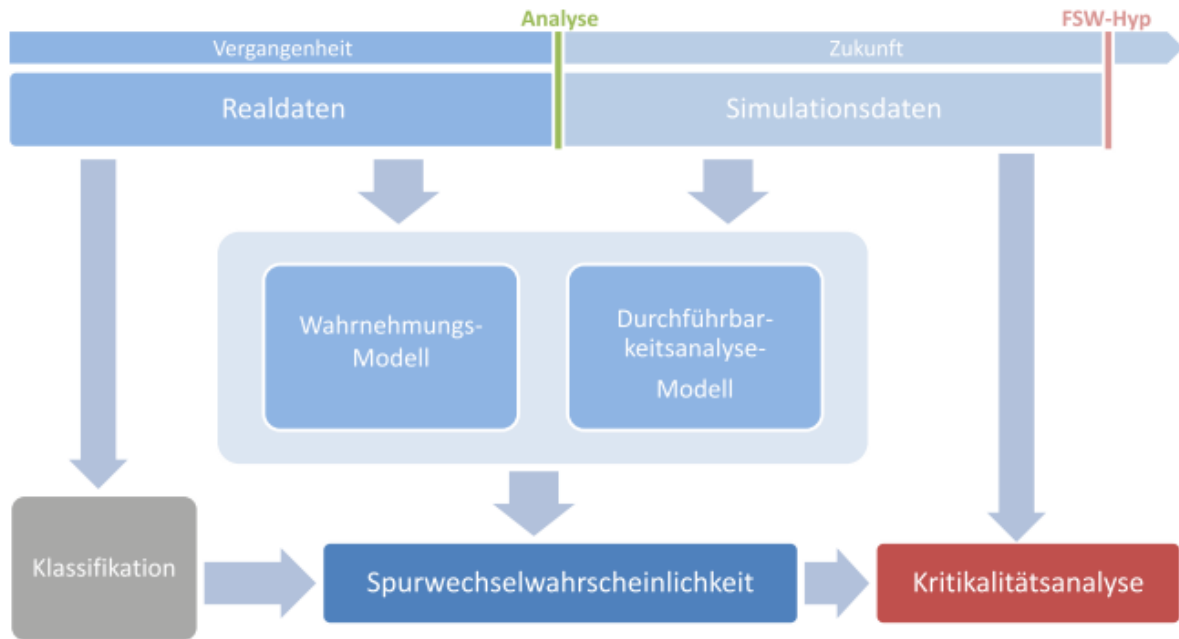 Analyse
FSW-Hyp
Vergangenheit
Zukunft
Realdaten
Simulationsdaten
Wahrnehmungs-
Modell
Durchführbar-
keitsanalyse-
Modell
Klassifikation
Spurwechselwahrscheinlichkeit
Kritikalitätsanalyse